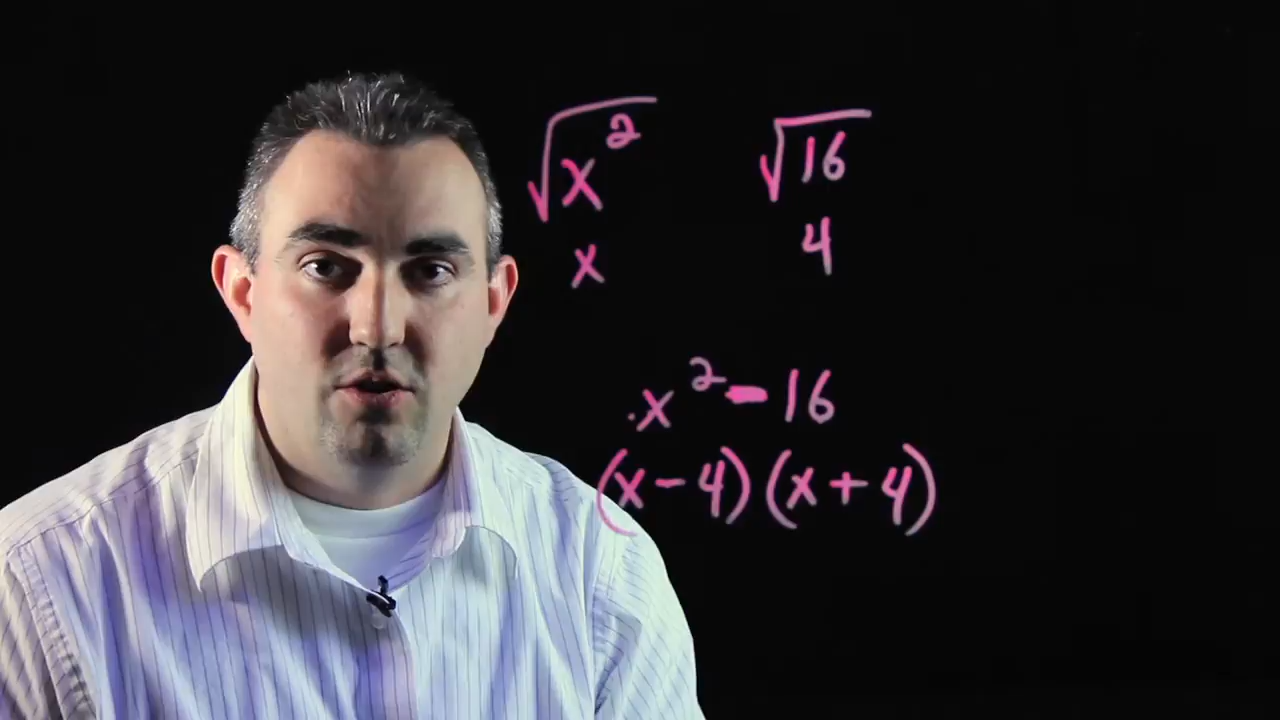 √x² √16
x 4
x² - 16
(x - 4)(x + 4)